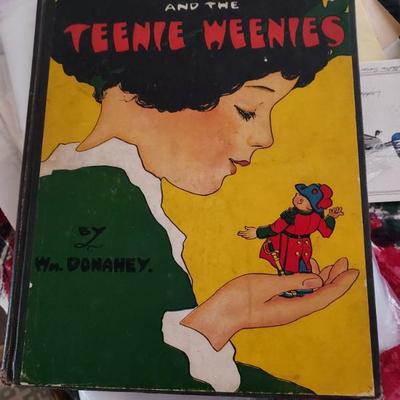 AND THE
TEENIE WEENIES
BY
WM. DONAHEY.